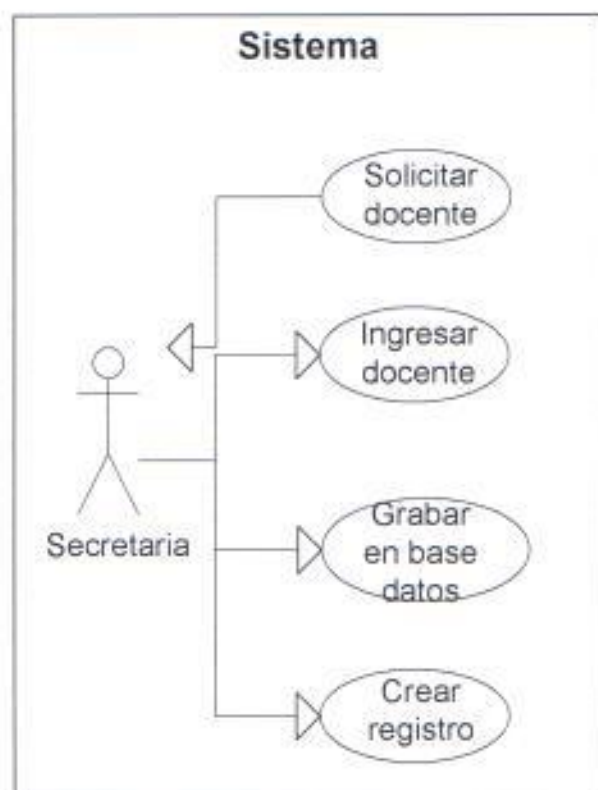 Sistema
Solicitar
docente
Ingresar
docente
Secretaria
Grabar
en base
datos
Crear
registro